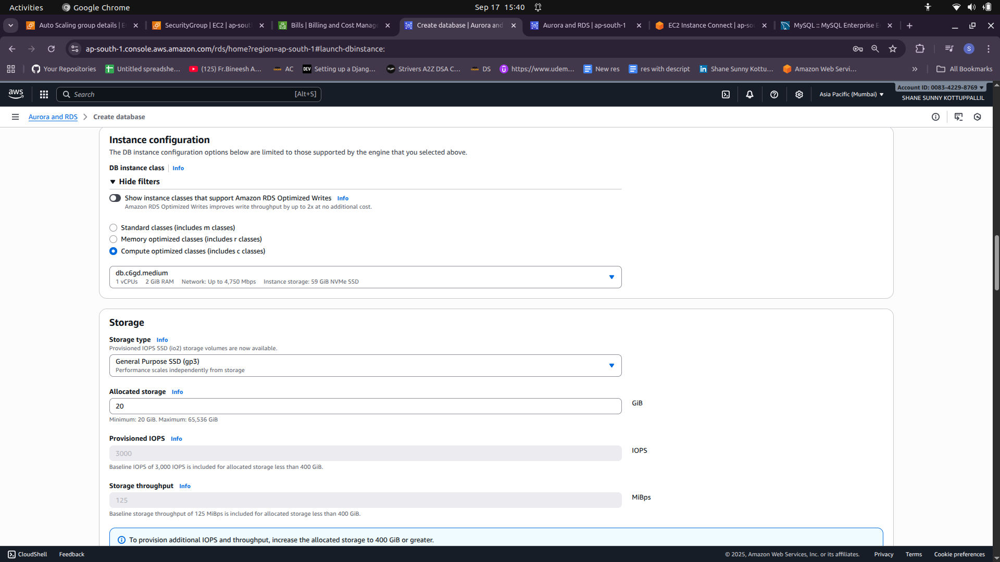 Activities
Google Chrome
Sep 17 15:40
Auto Scaling group details | E
SecurityGroup | EC2 | ap-sout
Bills | Billing and Cost Manage
Create database | Aurora and
Aurora and RDS | ap-south-1
EC2 Instance Connect | ap-so
MySQL :: MySQL Enterprise E
ap-south-1.console.aws.amazon.com/rds/home?region=ap-south-1#launch-dbinstance:
S
Your Repositories
Untitled spreadshe...
(125) Fr.Bineesh A...
AC
DEV
Setting up a Djang...
TUF
Strivers A2Z DSA C...
DS
https://www.udem...
New res
res with descript
Shane Sunny Kottu...
Amazon Web Servi...
All Bookmarks
aws
Search
[Alt+S]
Asia Pacific (Mumbai)
Account ID: 0083-4229-8769
SHANE SUNNY KOTTUPPALLIL
Aurora and RDS
Create database
Instance configuration
The DB instance configuration options below are limited to those supported by the engine that you selected above.
DB instance class
Info
Hide filters
Show instance classes that support Amazon RDS Optimized Writes
Info
Amazon RDS Optimized Writes improves write throughput by up to 2x at no additional cost.
Standard classes (includes m classes)
Memory optimized classes (includes r classes)
Compute optimized classes (includes c classes)
db.c6gd.medium
1 vCPUs 2 GiB RAM Network: Up to 4,750 Mbps Instance storage: 59 GiB NVMe SSD
Storage
Storage type
Info
Provisioned IOPS SSD (io2) storage volumes are now available.
General Purpose SSD (gp3)
Performance scales independently from storage
Allocated storage
Info
20
GiB
Minimum: 20 GiB. Maximum: 65,536 GiB
Provisioned IOPS
Info
3000
IOPS
Baseline IOPS of 3,000 IOPS is included for allocated storage less than 400 GiB.
Storage throughput
Info
125
MiBps
Baseline storage throughput of 125 MiBps is included for allocated storage less than 400 GiB.
To provision additional IOPS and throughput, increase the allocated storage to 400 GiB or greater.
CloudShell
Feedback
© 2025, Amazon Web Services, Inc. or its affiliates.
Privacy
Terms
Cookie preferences